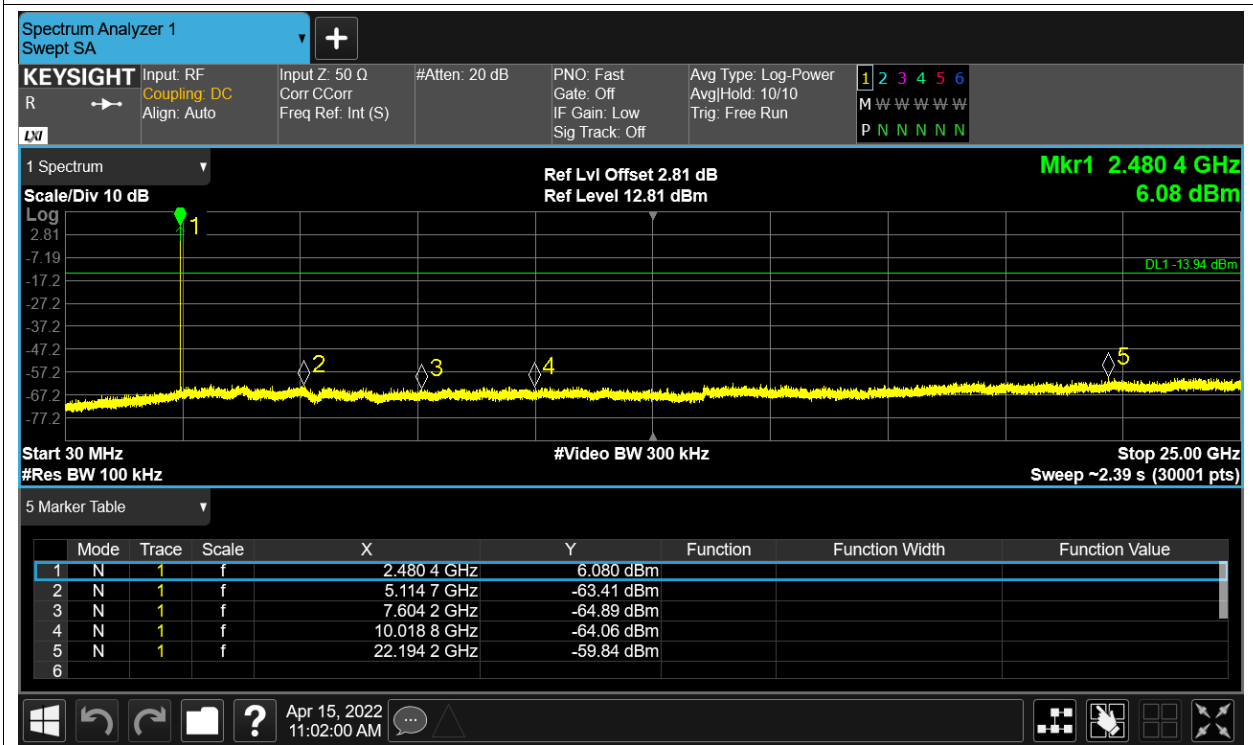 Spectrum Analyzer 1
Swept SA
KEYSIGHT
R
LXI
Input: RF
Coupling: DC
Align: Auto
Input Z: 50 Ω
Corr CCorr
Freq Ref: Int (S)
#Atten: 20 dB
PNO: Fast
Gate: Off
IF Gain: Low
Sig Track: Off
Avg Type: Log-Power
Avg|Hold: 10/10
Trig: Free Run
1 2 3 4 5 6
M W W W W W
P N N N N N
1 Spectrum
Scale/Div 10 dB
Ref Lvl Offset 2.81 dB
Ref Level 12.81 dBm
Mkr1 2.480 4 GHz
6.08 dBm
Log
2.81
-7.19
-17.2
-27.2
-37.2
-47.2
-57.2
-67.2
-77.2
1
2
3
4
5
DL1 -13.94 dBm
Start 30 MHz
#Video BW 300 kHz
Stop 25.00 GHz
#Res BW 100 kHz
Sweep ~2.39 s (30001 pts)
5 Marker Table
Mode Trace Scale X Y Function Function Width Function Value
1 N 1 f 2.480 4 GHz 6.080 dBm
2 N 1 f 5.114 7 GHz -63.41 dBm
3 N 1 f 7.604 2 GHz -64.89 dBm
4 N 1 f 10.018 8 GHz -64.06 dBm
5 N 1 f 22.194 2 GHz -59.84 dBm
6
?
Apr 15, 2022
11:02:00 AM